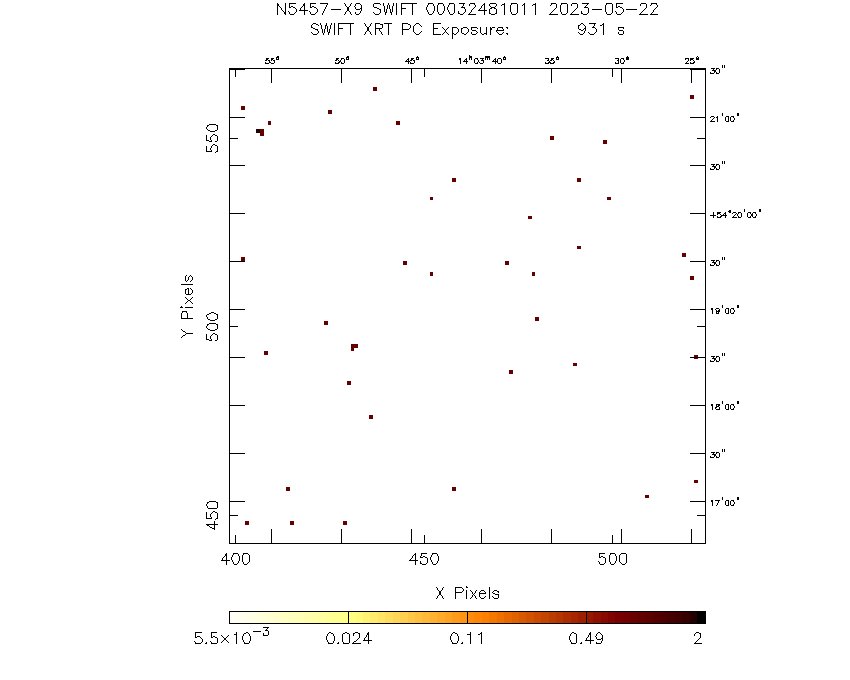 N5457-X9 SWIFT 00032481011 2023-05-22
SWIFT XRT PC Exposure: 931 s
55ˢ 50ˢ 45ˢ 14ʰ03ᵐ40ˢ 35ˢ 30ˢ 25ˢ
30"
21'00"
30"
+54°20'00"
30"
19'00"
30"
18'00"
30"
17'00"
550
500
450
Y Pixels
400 450 500
X Pixels
5.5×10⁻³ 0.024 0.11 0.49 2